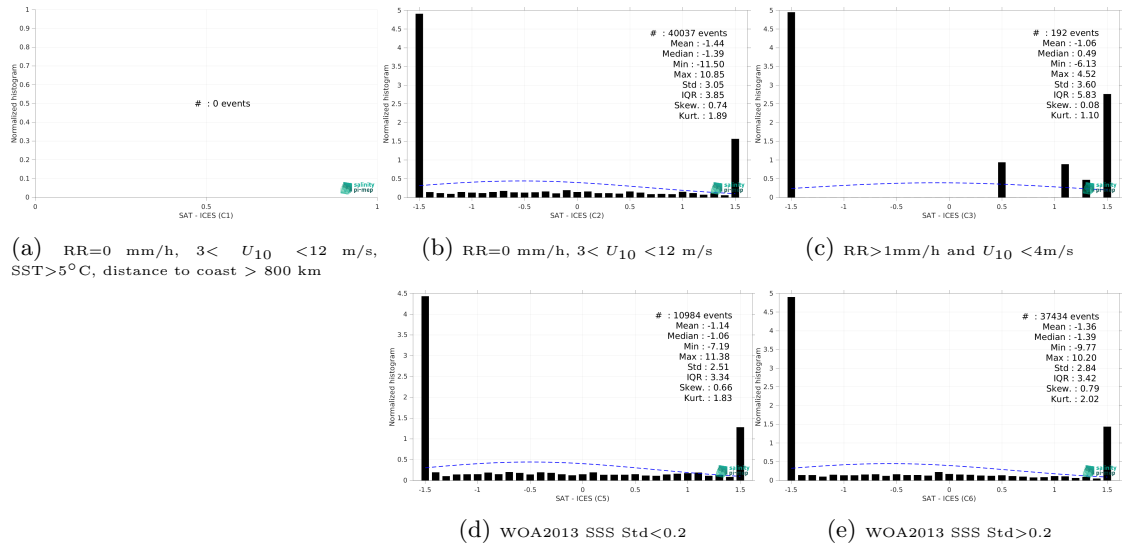 1
0.9
0.8
0.7
0.6
0.5
0.4
0.3
0.2
0.1
0
Normalized histogram
# : 0 events
salinity
pi-mep
0 0.5 1
SAT - ICES (C1)
(a) RR=0 mm/h, 3< U10 <12 m/s,
SST>5°C, distance to coast > 800 km
5
4.5
4
3.5
3
2.5
2
1.5
1
0.5
0
Normalized histogram
# : 40037 events
Mean : -1.44
Median : -1.39
Min : -11.50
Max : 10.85
Std : 3.05
IQR : 3.85
Skew. : 0.74
Kurt. : 1.89
salinity
pi-mep
-1.5 -1 -0.5 0 0.5 1 1.5
SAT - ICES (C2)
(b) RR=0 mm/h, 3< U10 <12 m/s
5
4.5
4
3.5
3
2.5
2
1.5
1
0.5
0
Normalized histogram
# : 192 events
Mean : -1.06
Median : 0.49
Min : -6.13
Max : 4.52
Std : 3.60
IQR : 5.83
Skew. : 0.08
Kurt. : 1.10
salinity
pi-mep
-1.5 -1 -0.5 0 0.5 1 1.5
SAT - ICES (C3)
(c) RR>1mm/h and U10 <4m/s
4.5
4
3.5
3
2.5
2
1.5
1
0.5
0
Normalized histogram
# : 10984 events
Mean : -1.14
Median : -1.06
Min : -7.19
Max : 11.38
Std : 2.51
IQR : 3.34
Skew. : 0.66
Kurt. : 1.83
salinity
pi-mep
-1.5 -1 -0.5 0 0.5 1 1.5
SAT - ICES (C5)
(d) WOA2013 SSS Std<0.2
5
4.5
4
3.5
3
2.5
2
1.5
1
0.5
0
Normalized histogram
# : 37434 events
Mean : -1.36
Median : -1.39
Min : -9.77
Max : 10.20
Std : 2.84
IQR : 3.42
Skew. : 0.79
Kurt. : 2.02
salinity
pi-mep
-1.5 -1 -0.5 0 0.5 1 1.5
SAT - ICES (C6)
(e) WOA2013 SSS Std>0.2